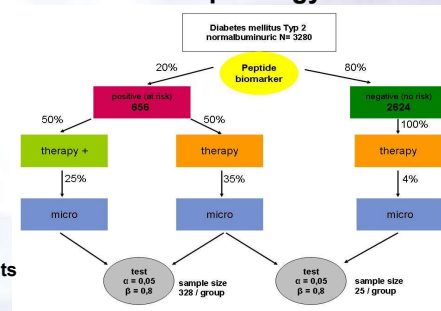 Diabetes mellitus Typ 2
normalbuminuric N= 3280
20%
Peptide
biomarker
80%
positive (at risk)
656
negative (no risk)
2624
50%
50%
100%
therapy +
therapy
therapy
25%
35%
4%
micro
micro
micro
ts
test
α = 0,05
β = 0,8
sample size
328 / group
test
α = 0,05
β = 0,8
sample size
25 / group